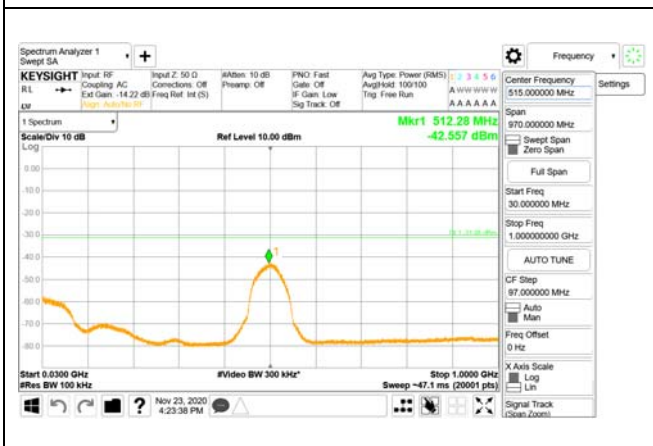 Spectrum Analyzer 1
Swept SA
+
Frequency
KEYSIGHT
RL
Input: RF
Coupling: AC
Ext Gain: -14.22 dB
Align: Auto/No RF
Input Z: 50 Ω
Corrections: Off
Freq Ref: Int (S)
#Atten: 10 dB
Preamp: Off
PNO: Fast
Gate: Off
IF Gain: Low
Sig Track: Off
Avg Type: Power (RMS)
Avg|Hold: 100/100
Trig: Free Run
1 2 3 4 5 6
A W W W W W
A A A A A A
1 Spectrum
Scale/Div 10 dB
Log
Ref Level 10.00 dBm
Mkr1 512.28 MHz
-42.557 dBm
0.00
-10.0
-20.0
-30.0
-40.0
-50.0
-60.0
-70.0
-80.0
1
Start 0.0300 GHz
#Res BW 100 kHz
#Video BW 300 kHz*
Stop 1.0000 GHz
Sweep ~47.1 ms (20001 pts)
Nov 23, 2020
4:23:38 PM
?
Center Frequency
515.000000 MHz
Settings
Span
970.000000 MHz
Swept Span
Zero Span
Full Span
Start Freq
30.000000 MHz
Stop Freq
1.000000000 GHz
AUTO TUNE
CF Step
97.000000 MHz
Auto
Man
Freq Offset
0 Hz
X Axis Scale
Log
Lin
Signal Track
(Span Zoom)